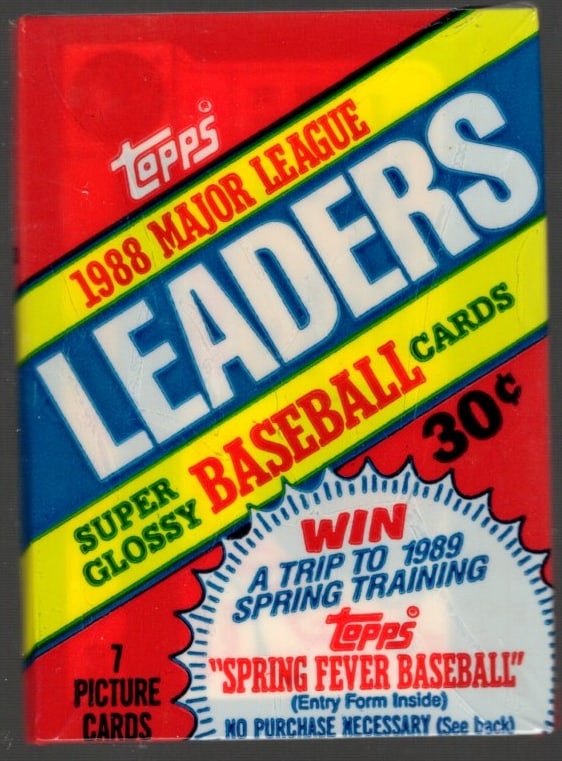 Topps®
1988 MAJOR LEAGUE
LEADERS
SUPER GLOSSY BASEBALL CARDS
30¢
WIN
A TRIP TO 1989
SPRING TRAINING
Topps®
"SPRING FEVER BASEBALL"
(Entry Form Inside)
NO PURCHASE NECESSARY (See back)
7
PICTURE
CARDS